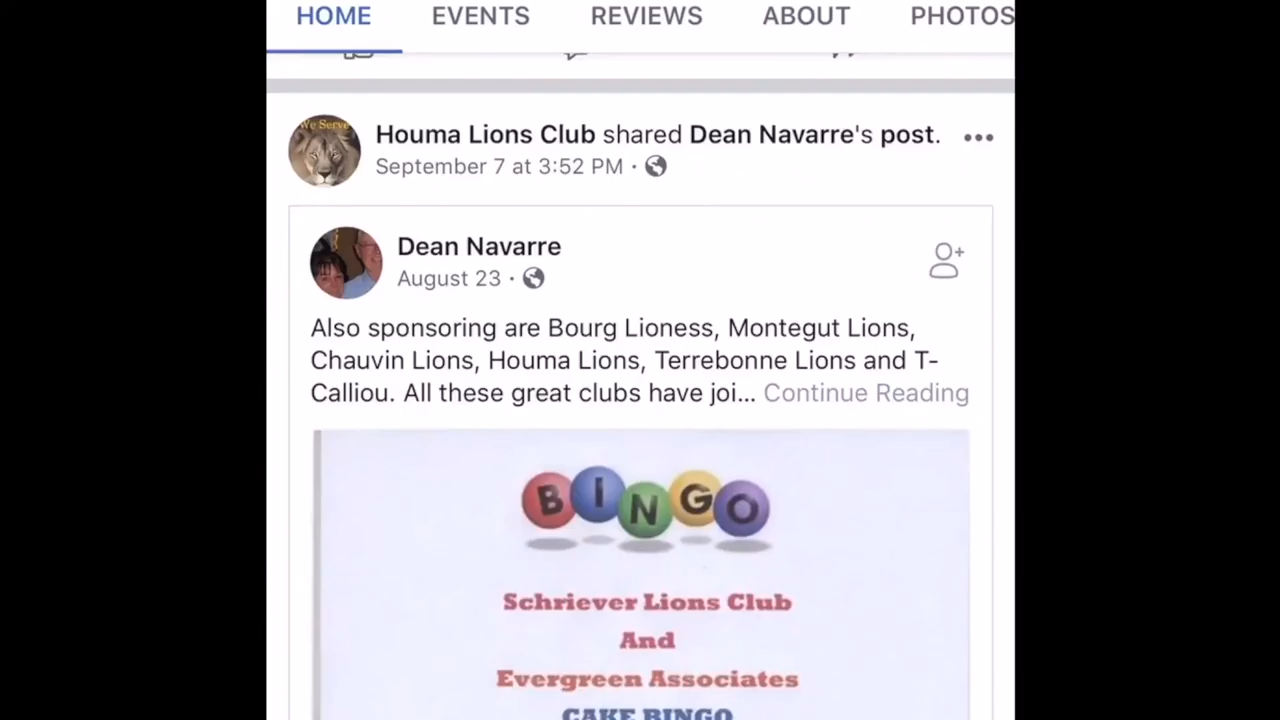 HOME EVENTS REVIEWS ABOUT PHOTOS
We Serve
Houma Lions Club shared Dean Navarre's post.
September 7 at 3:52 PM ·
Dean Navarre
August 23 ·
Also sponsoring are Bourg Lioness, Montegut Lions,
Chauvin Lions, Houma Lions, Terrebonne Lions and T-
Calliou. All these great clubs have joi... Continue Reading
BINGO
Schriever Lions Club
And
Evergreen Associates
CAKE BINGO